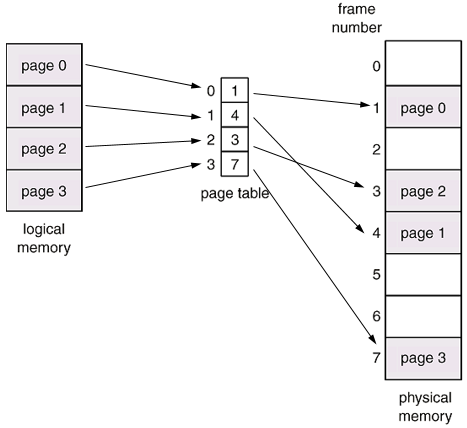 frame
number
page 0
page 1
page 2
page 3
logical
memory
0 1
1 4
2 3
3 7
page table
0
1 page 0
2
3 page 2
4 page 1
5
6
7 page 3
physical
memory